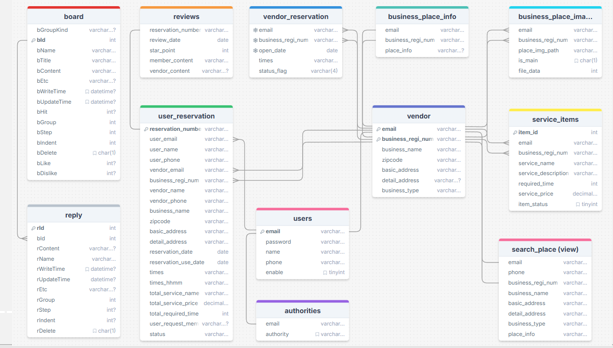 board
bGroupKind varchar...?
bId int
bName varchar...
bTitle varchar...
bContent varchar...
bEtc varchar...?
bWriteTime datetime?
bUpdateTime datetime?
bHit int?
bGroup int
bStep int
bIndent int
bDelete char(1)
bLike int?
bDislike int?
reply
rId int
bId int
rContent varchar...?
rName varchar...
rWriteTime datetime?
rUpdateTime datetime?
rEtc varchar...?
rGroup int
rStep int?
rIndent int?
rDelete char(1)
reviews
reservation_number varchar...
review_date date
star_point int
member_content varchar...
vendor_content varchar...?
user_reservation
reservation_numb varchar...
user_email varchar...
user_name varchar...
user_phone varchar...
vendor_email varchar...
business_regi_num varchar...
vendor_name varchar...
vendor_phone varchar...
business_name varchar...
zipcode varchar...
basic_address varchar...
detail_address varchar...
reservation_date date
reservation_use_date date
times varchar...
times_hhmm varchar...
total_service_name varchar...
total_service_price decimal...
total_required_time int
user_request_mem varchar...?
status varchar...
vendor_reservation
email varchar...
business_regi_num varchar...
open_date date
times varchar...
status_flag varchar(4)
users
email varchar...
password varchar...
name varchar...
phone varchar...
enable tinyint
authorities
email varchar...
authority varchar...
business_place_info
email varchar...
business_regi_num varchar...
place_info varchar...?
vendor
email varchar...
business_regi_num varchar...
business_name varchar...
zipcode varchar...
basic_address varchar...
detail_address varchar...?
business_type varchar...
business_place_ima...
email varchar...
business_regi_num varchar...
place_img_path varchar...
is_main char(1)
file_data int
service_items
item_id int
email varchar...
business_regi_num varchar...
service_name varchar...
service_description varchar...
required_time int
service_price decimal...
item_status tinyint
search_place (view)
email varchar...
phone varchar...
business_regi_num varchar...
business_name varchar...
basic_address varchar...
detail_address varchar...
business_type varchar...
place_info varchar...?